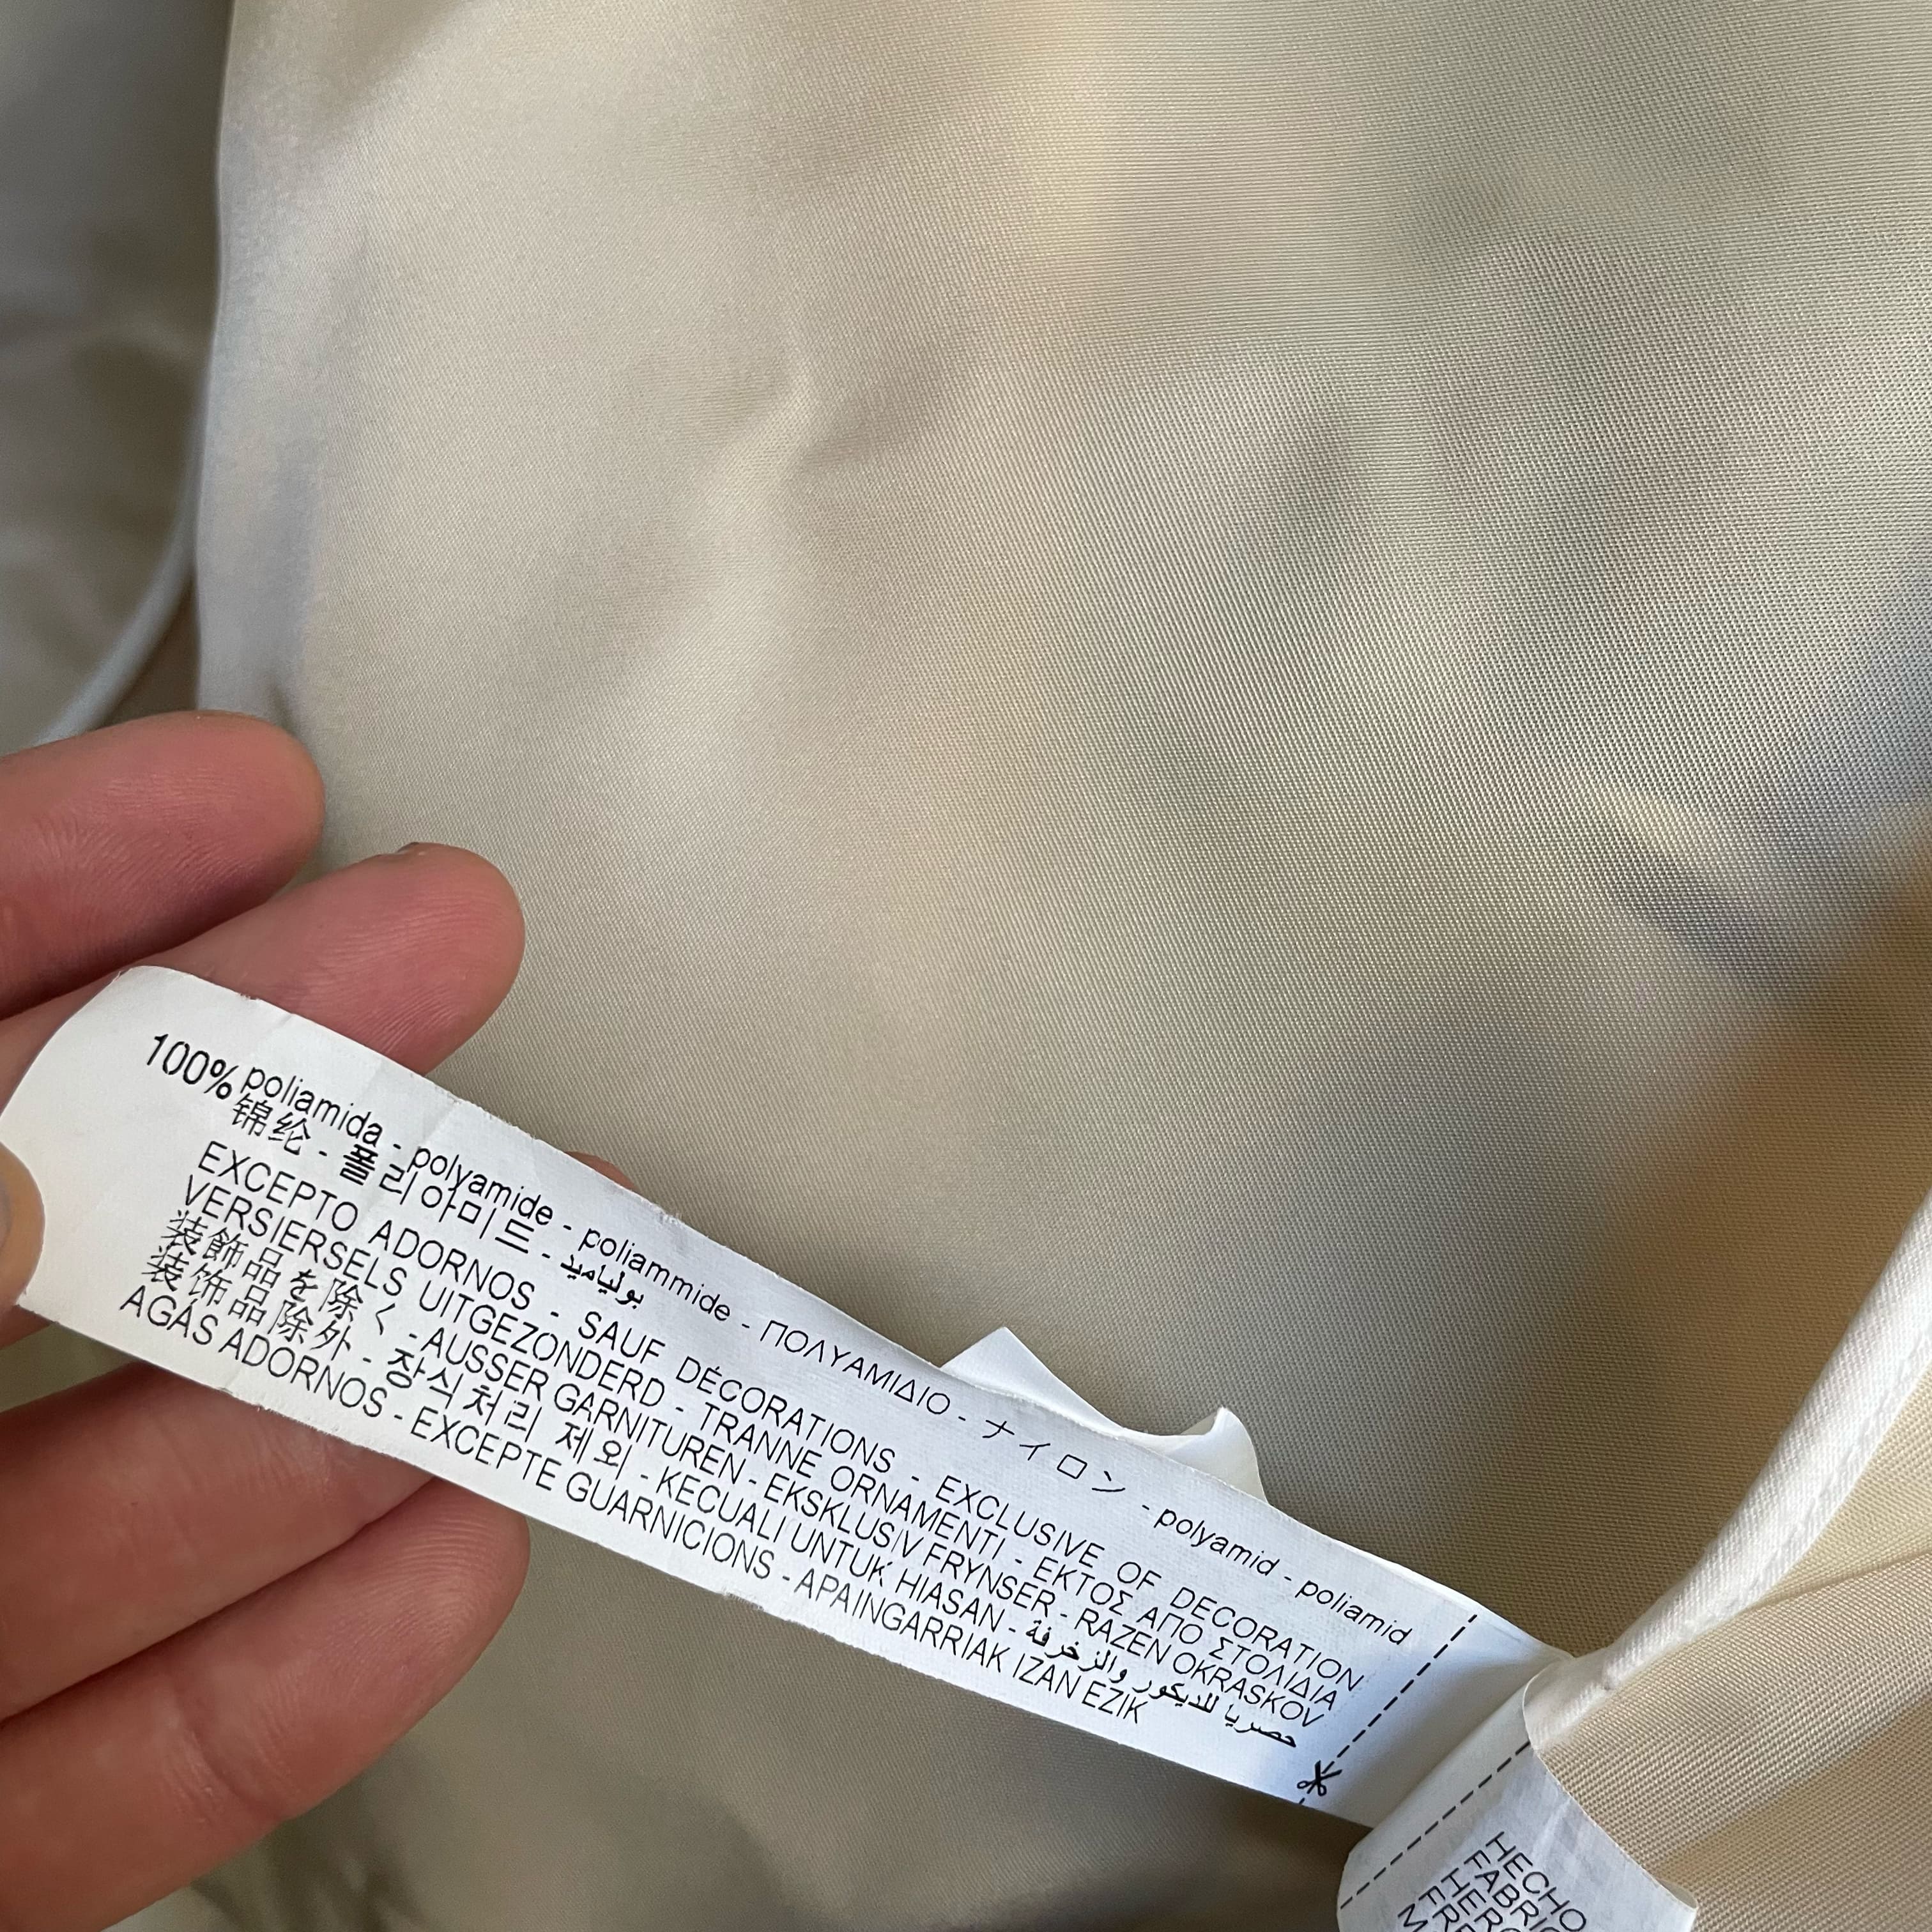 100% poliamida - polyamide - poliammide - ΠΟΛΥΑΜΙΔΙΟ - ナイロン - polyamid - poliamid
锦纶 - 폴리아미드 - بوليأميد
EXCEPTO ADORNOS - SAUF DÉCORATIONS - EXCLUSIVE OF DECORATION
VERSIERSELS UITGEZONDERD - TRANNE ORNAMENTI - ΕΚΤΟΣ ΑΠΟ ΣΤΟΛΙΔΙΑ
装飾品を除く - AUSSER GARNITUREN - EKSKLUSIV FRYNSER - RAZEN OKRASKOV
装饰品除外 - 장식처리 제외 - KECUALI UNTUK HIASAN - حصريا للديكور والزخرفة
AGÁS ADORNOS - EXCEPTE GUARNICIONS - APAINGARRIAK IZAN EZIK
HECHO